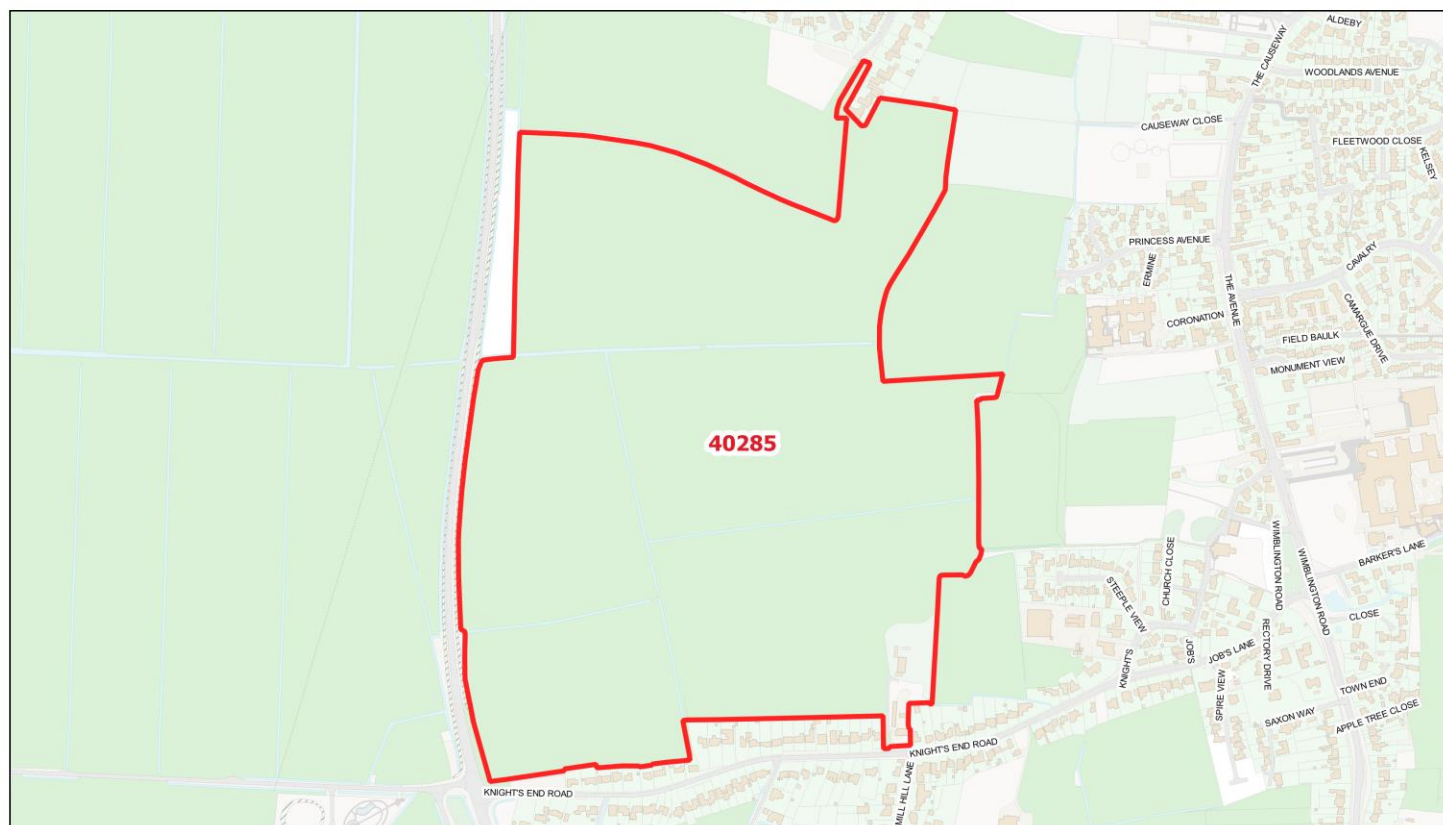 ALDEBY
THE CAUSEWAY
WOODLANDS AVENUE
CAUSEWAY CLOSE
FLEETWOOD CLOSE
KELSEY
PRINCESS AVENUE
ERMINE
CAVALRY
THE AVENUE
CORONATION
CAMARGUE DRIVE
FIELD BAULK
MONUMENT VIEW
40285
WIMBLINGTON ROAD
WIMBLINGTON ROAD
BARKER'S LANE
CHURCH CLOSE
STEEPLE VIEW
CLOSE
RECTORY DRIVE
JOB'S
JOB'S LANE
KNIGHT'S
SPIRE VIEW
TOWN END
SAXON WAY
APPLE TREE CLOSE
KNIGHT'S END ROAD
KNIGHT'S END ROAD
MILL HILL LANE